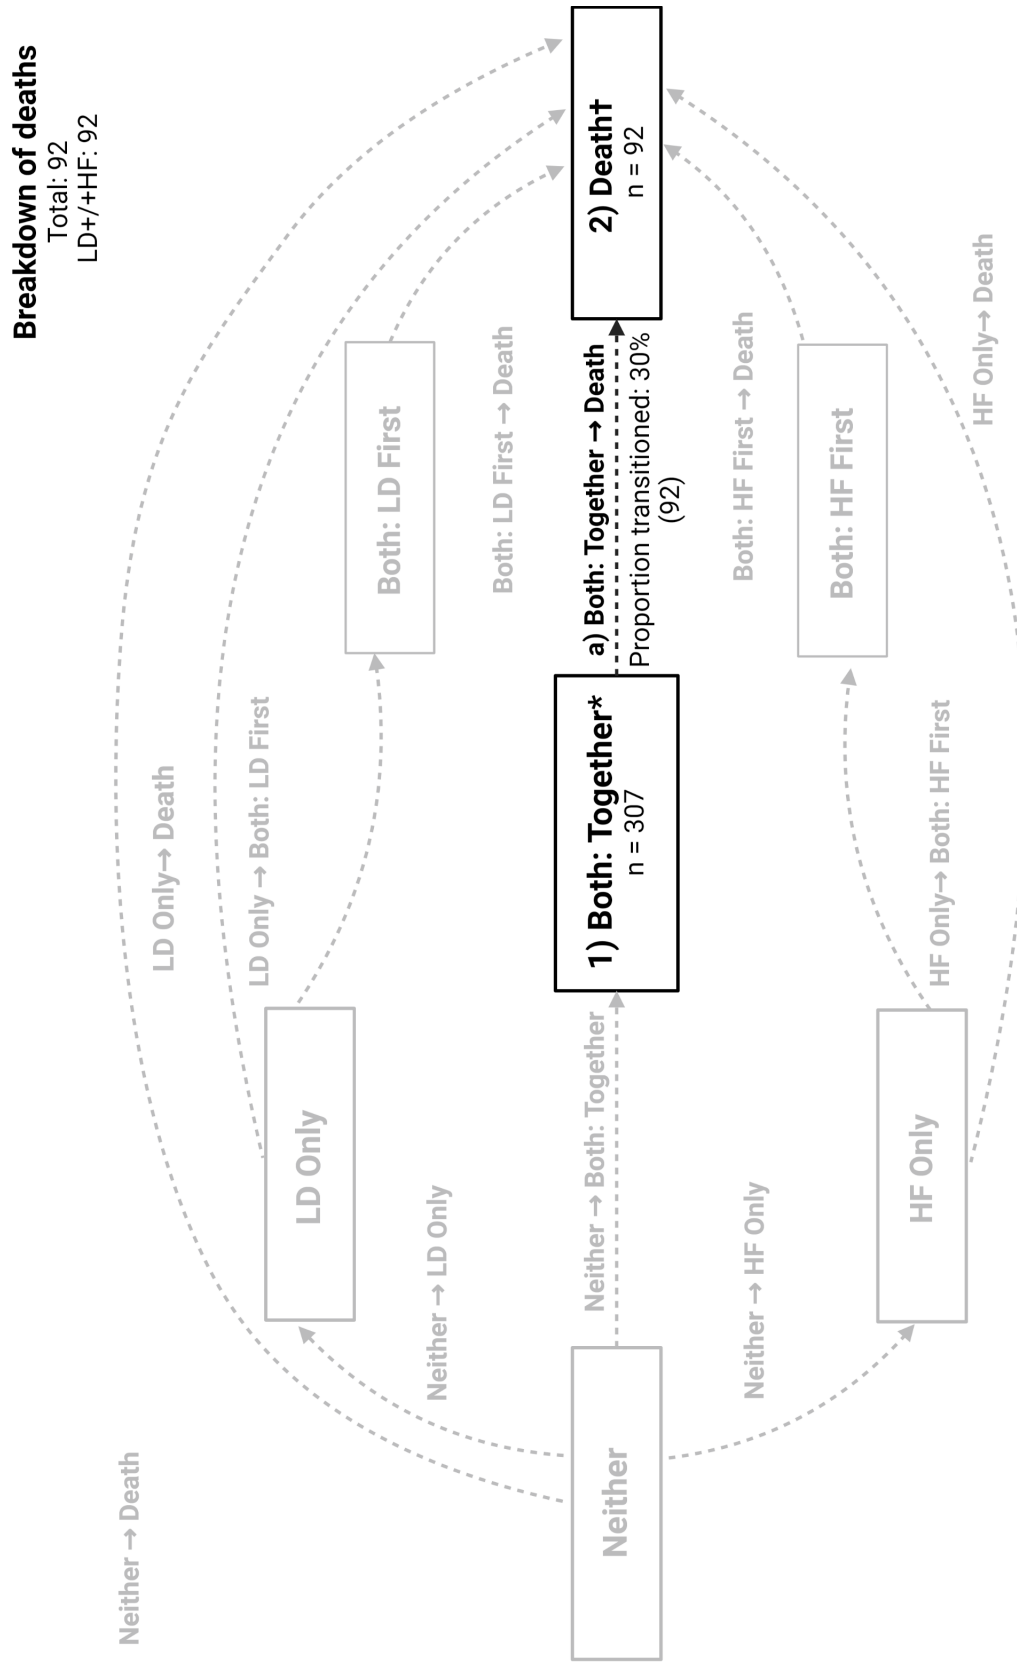 Breakdown of deaths
Total: 92
LD+/+HF: 92
Neither → Death
LD Only→ Death
LD Only → Both: LD First
Neither → LD Only
LD Only
Both: LD First
Both: LD First → Death
Neither
Neither → Both: Together
1) Both: Together*
n = 307
a) Both: Together → Death
Proportion transitioned: 30%
(92)
2) Death†
n = 92
Neither → HF Only
HF Only
HF Only→ Both: HF First
Both: HF First
Both: HF First → Death
HF Only→ Death